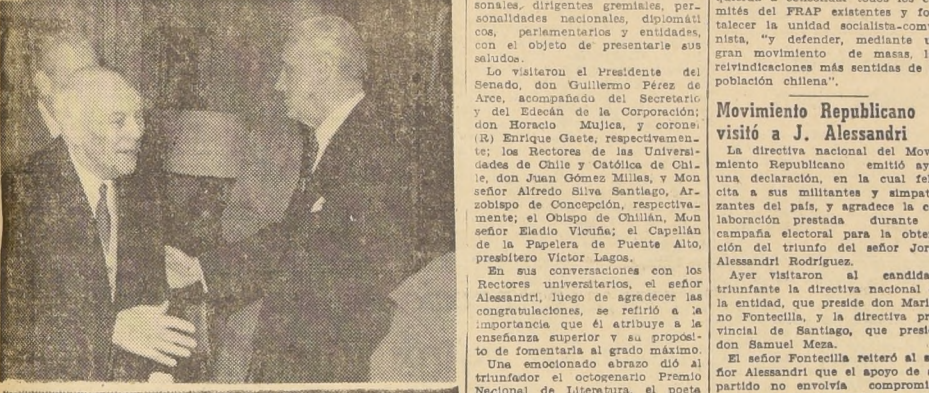 sonales, dirigentes gremiales, per-
sonalidades nacionales, diplomáti
cos, parlamentarios y entidades,
con el objeto de presentarle sus
saludos.
Lo visitaron el Presidente del
Senado, don Guillermo Pérez de
Arce, acompañado del Secretario
y del Edecán de la Corporación;
don Horacio Mujica, y coronel
(R) Enrique Gaete, respectivamen-
te; los Rectores de las Universi-
dades de Chile y Católica de Chi-
le, don Juan Gómez Millas, y Mon
señor Alfredo Silva Santiago, Ar-
zobispo de Concepción, respectiva-
mente; el Obispo de Chillán, Mon
señor Eladio Vicuña; el Capellán
de la Papelera de Puente Alto,
presbítero Víctor Lagos.
En sus conversaciones con los
Rectores universitarios, el señor
Alessandri, luego de agradecer las
congratulaciones, se refirió a la
importancia que él atribuye a la
enseñanza superior y su propósi-
to de fomentarla al grado máximo.
Una emocionado abrazo dió al
triunfador el octogenario Premio
Nacional de Literatura, el poeta
mités del FRAP existentes y fo
talecer la unidad socialista-comu
nista, "y defender, mediante u
gran movimiento de masas, l
reivindicaciones más sentidas de
población chilena".
Movimiento Republicano
visitó a J. Alessandri
La directiva nacional del Mov
miento Republicano emitió ay
una declaración, en la cual fel
cita a sus militantes y simpat
zantes del país, y agradece la c
laboración prestada durante
campaña electoral para la obte
ción del triunfo del señor Jor
Alessandri Rodríguez.
Ayer visitaron al candida
triunfante la directiva nacional
la entidad, que preside don Mari
no Fontecilla, y la directiva pr
vincial de Santiago, que presi
don Samuel Meza.
El señor Fontecilla reiteró al s
ñor Alessandri que el apoyo de
partido no envolvía compromi